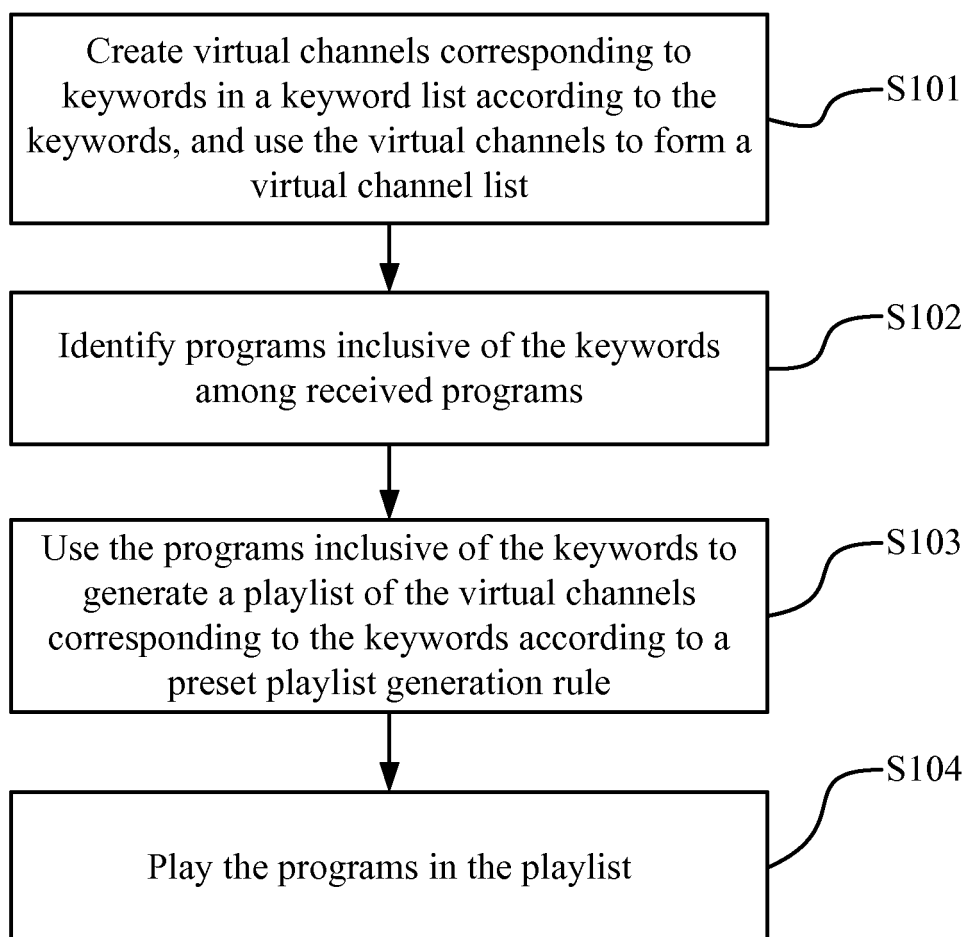 Create virtual channels corresponding to
keywords in a keyword list according to the
keywords, and use the virtual channels to form a
virtual channel list
S101
Identify programs inclusive of the keywords
among received programs
S102
Use the programs inclusive of the keywords to
generate a playlist of the virtual channels
corresponding to the keywords according to a
preset playlist generation rule
S103
Play the programs in the playlist
S104